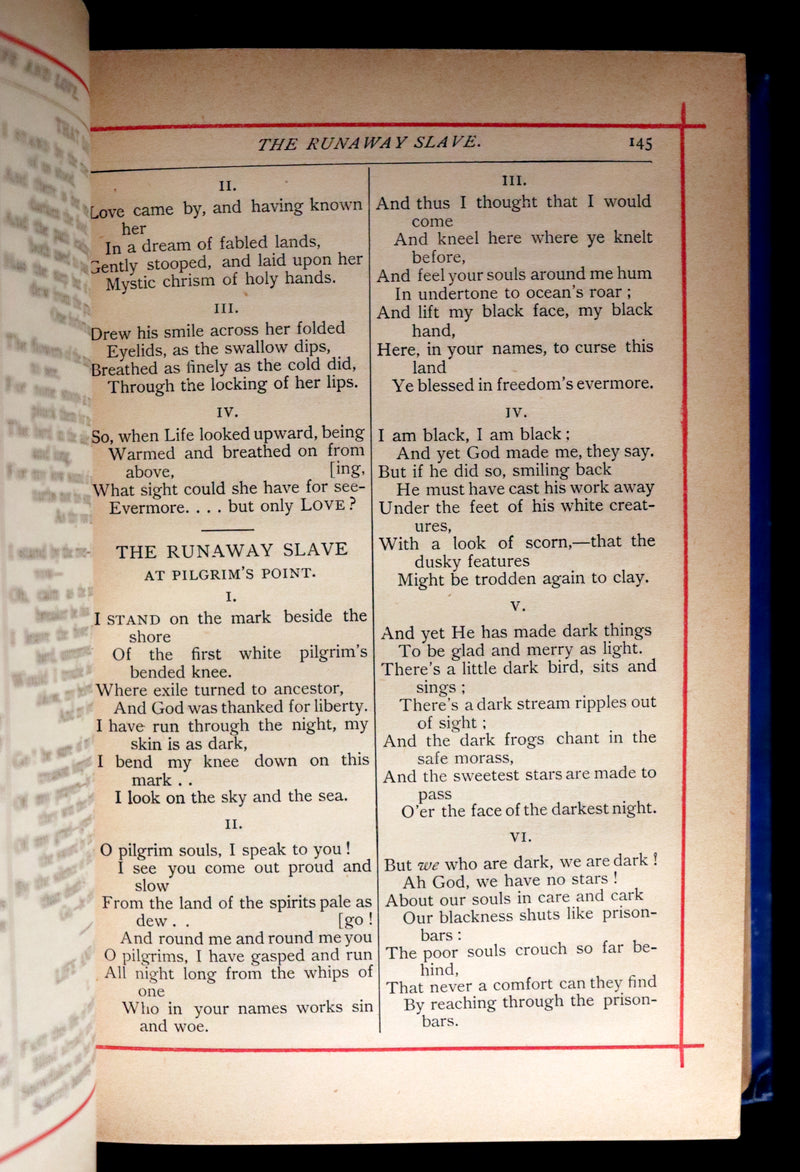 THE RUNAWAY SLAVE.
145
II.
Love came by, and having known
her
In a dream of fabled lands,
Gently stooped, and laid upon her
Mystic chrism of holy hands.
III.
Drew his smile across her folded
Eyelids, as the swallow dips,
Breathed as finely as the cold did,
Through the locking of her lips.
IV.
So, when Life looked upward, being
Warmed and breathed on from
above, [ing,
What sight could she have for see-
Evermore. . . . but only LOVE ?
THE RUNAWAY SLAVE
AT PILGRIM'S POINT.
I.
I STAND on the mark beside the
shore
Of the first white pilgrim's
bended knee.
Where exile turned to ancestor,
And God was thanked for liberty.
I have run through the night, my
skin is as dark,
I bend my knee down on this
mark . .
I look on the sky and the sea.
II.
O pilgrim souls, I speak to you !
I see you come out proud and
slow
From the land of the spirits pale as
dew . . [go !
And round me and round me you
O pilgrims, I have gasped and run
All night long from the whips of
one
Who in your names works sin
and woe.
III.
And thus I thought that I would
come
And kneel here where ye knelt
before,
And feel your souls around me hum
In undertone to ocean's roar ;
And lift my black face, my black
hand,
Here, in your names, to curse this
land
Ye blessed in freedom's evermore.
IV.
I am black, I am black ;
And yet God made me, they say.
But if he did so, smiling back
He must have cast his work away
Under the feet of his white creat-
ures,
With a look of scorn,—that the
dusky features
Might be trodden again to clay.
V.
And yet He has made dark things
To be glad and merry as light.
There's a little dark bird, sits and
sings ;
There's a dark stream ripples out
of sight ;
And the dark frogs chant in the
safe morass,
And the sweetest stars are made to
pass
O'er the face of the darkest night.
VI.
But we who are dark, we are dark !
Ah God, we have no stars !
About our souls in care and cark
Our blackness shuts like prison-
bars :
The poor souls crouch so far be-
hind,
That never a comfort can they find
By reaching through the prison-
bars.